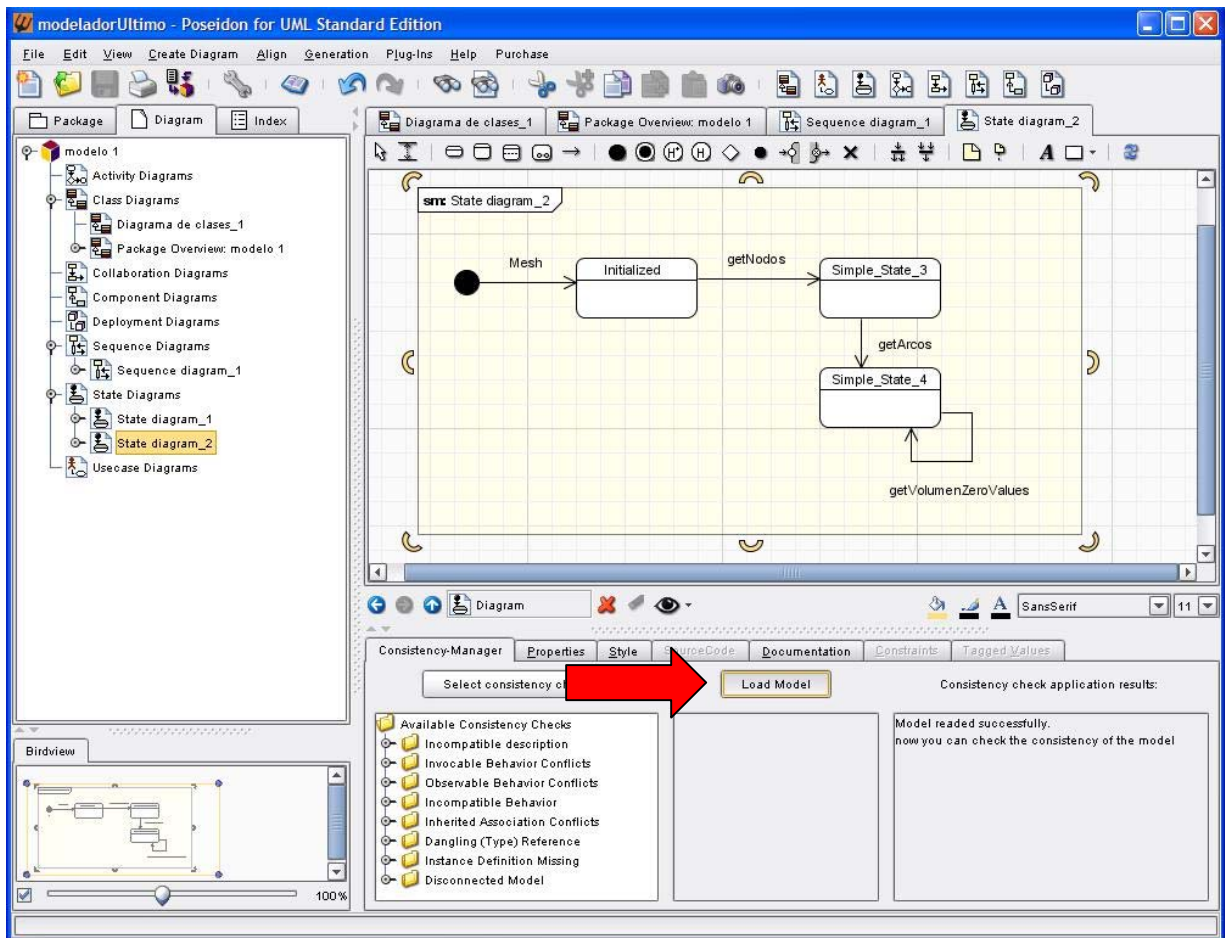 modeladorUltimo - Poseidon for UML Standard Edition
File Edit View Create Diagram Align Generation Plug-Ins Help Purchase
Package Diagram Index
modelo 1
Activity Diagrams
Class Diagrams
Diagrama de clases_1
Package Overview: modelo 1
Collaboration Diagrams
Component Diagrams
Deployment Diagrams
Sequence Diagrams
Sequence diagram_1
State Diagrams
State diagram_1
State diagram_2
Usecase Diagrams
Diagrama de clases_1 Package Overview: modelo 1 Sequence diagram_1 State diagram_2
H* H A
sm: State diagram_2
Mesh
Initialized
getNodos
Simple_State_3
getArcos
Simple_State_4
getVolumenZeroValues
Diagram A SansSerif 11
Consistency-Manager Properties Style SourceCode Documentation Constraints Tagged Values
Select consistency Load Model Consistency check application results:
Available Consistency Checks
Incompatible description
Invocable Behavior Conflicts
Observable Behavior Conflicts
Incompatible Behavior
Inherited Association Conflicts
Dangling (Type) Reference
Instance Definition Missing
Disconnected Model
Model readed successfully.
now you can check the consistency of the model
Birdview
100%